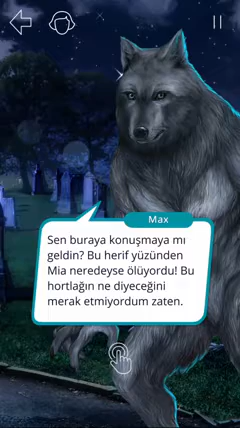 Max
Sen buraya konuşmaya mı
geldin? Bu herif yüzünden
Mia neredeyse ölüyordu! Bu
hortlağın ne diyeceğini
merak etmiyordum zaten.